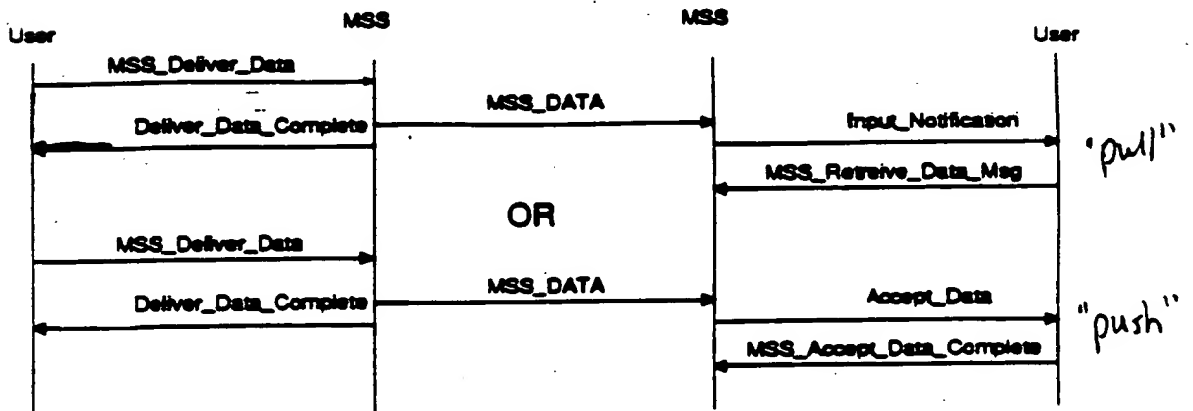 User
MSS
MSS
User
MSS_Deliver_Data
MSS_DATA
Deliver_Data_Complete
Input_Notification
"pull"
MSS_Retreive_Data_Msg
OR
MSS_Deliver_Data
MSS_DATA
Deliver_Data_Complete
Accept_Data
"push"
MSS_Accept_Data_Complete